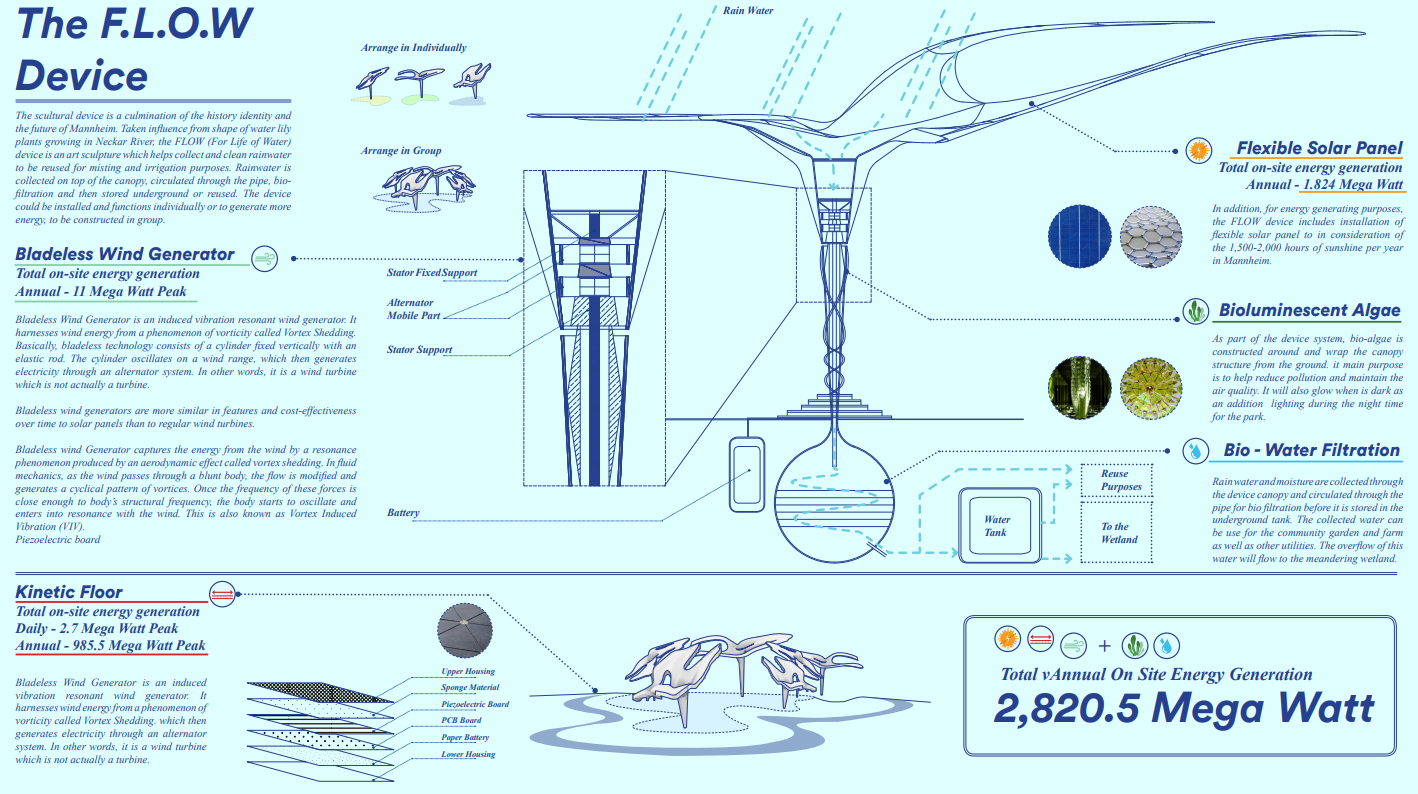 The F.L.O.W
Device
The scultural device is a culmination of the history identity and
the future of Mannheim. Taken influence from shape of water lily
plants growing in Neckar River, the FLOW (For Life of Water)
device is an art sculpture which helps collect and clean rainwater
to be reused for misting and irrigation purposes. Rainwater is
collected on top of the canopy, circulated through the pipe, bio-
filtration and then stored underground or reused. The device
could be installed and functions individually or to generate more
energy, to be constructed in group.
Bladeless Wind Generator
Total on-site energy generation
Annual - 11 Mega Watt Peak
Bladeless Wind Generator is an induced vibration resonant wind generator. It
harnesses wind energy from a phenomenon of vorticity called Vortex Shedding.
Basically, bladeless technology consists of a cylinder fixed vertically with an
elastic rod. The cylinder oscillates on a wind range, which then generates
electricity through an alternator system. In other words, it is a wind turbine
which is not actually a turbine.
Bladeless wind generators are more similar in features and cost-effectiveness
over time to solar panels than to regular wind turbines.
Bladeless wind Generator captures the energy from the wind by a resonance
phenomenon produced by an aerodynamic effect called vortex shedding. In fluid
mechanics, as the wind passes through a blunt body, the flow is modified and
generates a cyclical pattern of vortices. Once the frequency of these forces is
close enough to body's structural frequency, the body starts to oscillate and
enters into resonance with the wind. This is also known as Vortex Induced
Vibration (VIV).
Piezoelectric board
Arrange in Individually
Arrange in Group
Rain Water
Stator Fixed Support
Alternator
Mobile Part
Stator Support
Battery
Water
Tank
Reuse
Purposes
To the
Wetland
Flexible Solar Panel
Total on-site energy generation
Annual - 1.824 Mega Watt
In addition, for energy generating purposes,
the FLOW device includes installation of
flexible solar panel to in consideration of
the 1,500-2,000 hours of sunshine per year
in Mannheim.
Bioluminescent Algae
As part of the device system, bio-algae is
constructed around and wrap the canopy
structure from the ground. it main purpose
is to help reduce pollution and maintain the
air quality. It will also glow when is dark as
an addition lighting during the night time
for the park.
Bio - Water Filtration
Rain water and moisture are collected through
the device canopy and circulated through the
pipe for bio filtration before it is stored in the
underground tank. The collected water can
be use for the community garden and farm
as well as other utilities. The overflow of this
water will flow to the meandering wetland.
Kinetic Floor
Total on-site energy generation
Daily - 2.7 Mega Watt Peak
Annual - 985.5 Mega Watt Peak
Bladeless Wind Generator is an induced
vibration resonant wind generator. It
harnesses wind energy from a phenomenon of
vorticity called Vortex Shedding. which then
generates electricity through an alternator
system. In other words, it is a wind turbine
which is not actually a turbine.
Upper Housing
Sponge Material
Piezoelectric Board
PCB Board
Paper Battery
Lower Housing
+
Total vAnnual On Site Energy Generation
2,820.5 Mega Watt